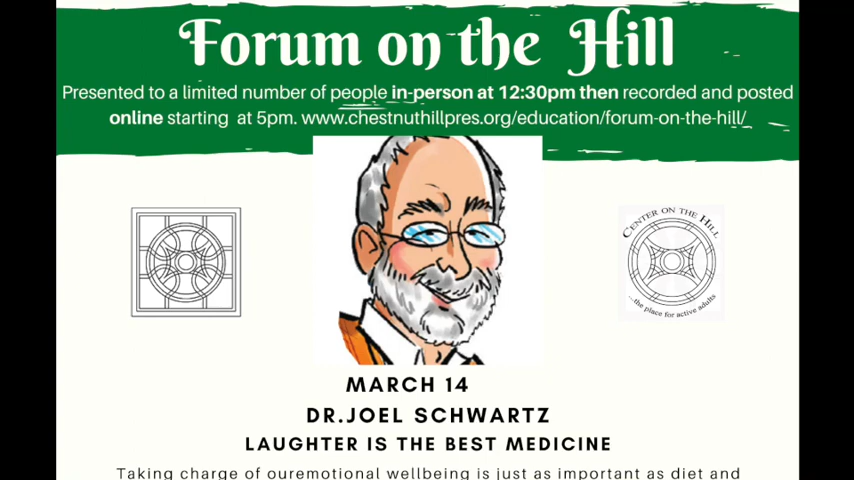 Forum on the Hill
Presented to a limited number of people in-person at 12:30pm then recorded and posted
online starting at 5pm. www.chestnuthillpres.org/education/forum-on-the-hill/
CENTER ON THE HILL
...the place for active adults
MARCH 14
DR.JOEL SCHWARTZ
LAUGHTER IS THE BEST MEDICINE
Taking charge of ouremotional wellbeing is just as important as diet and